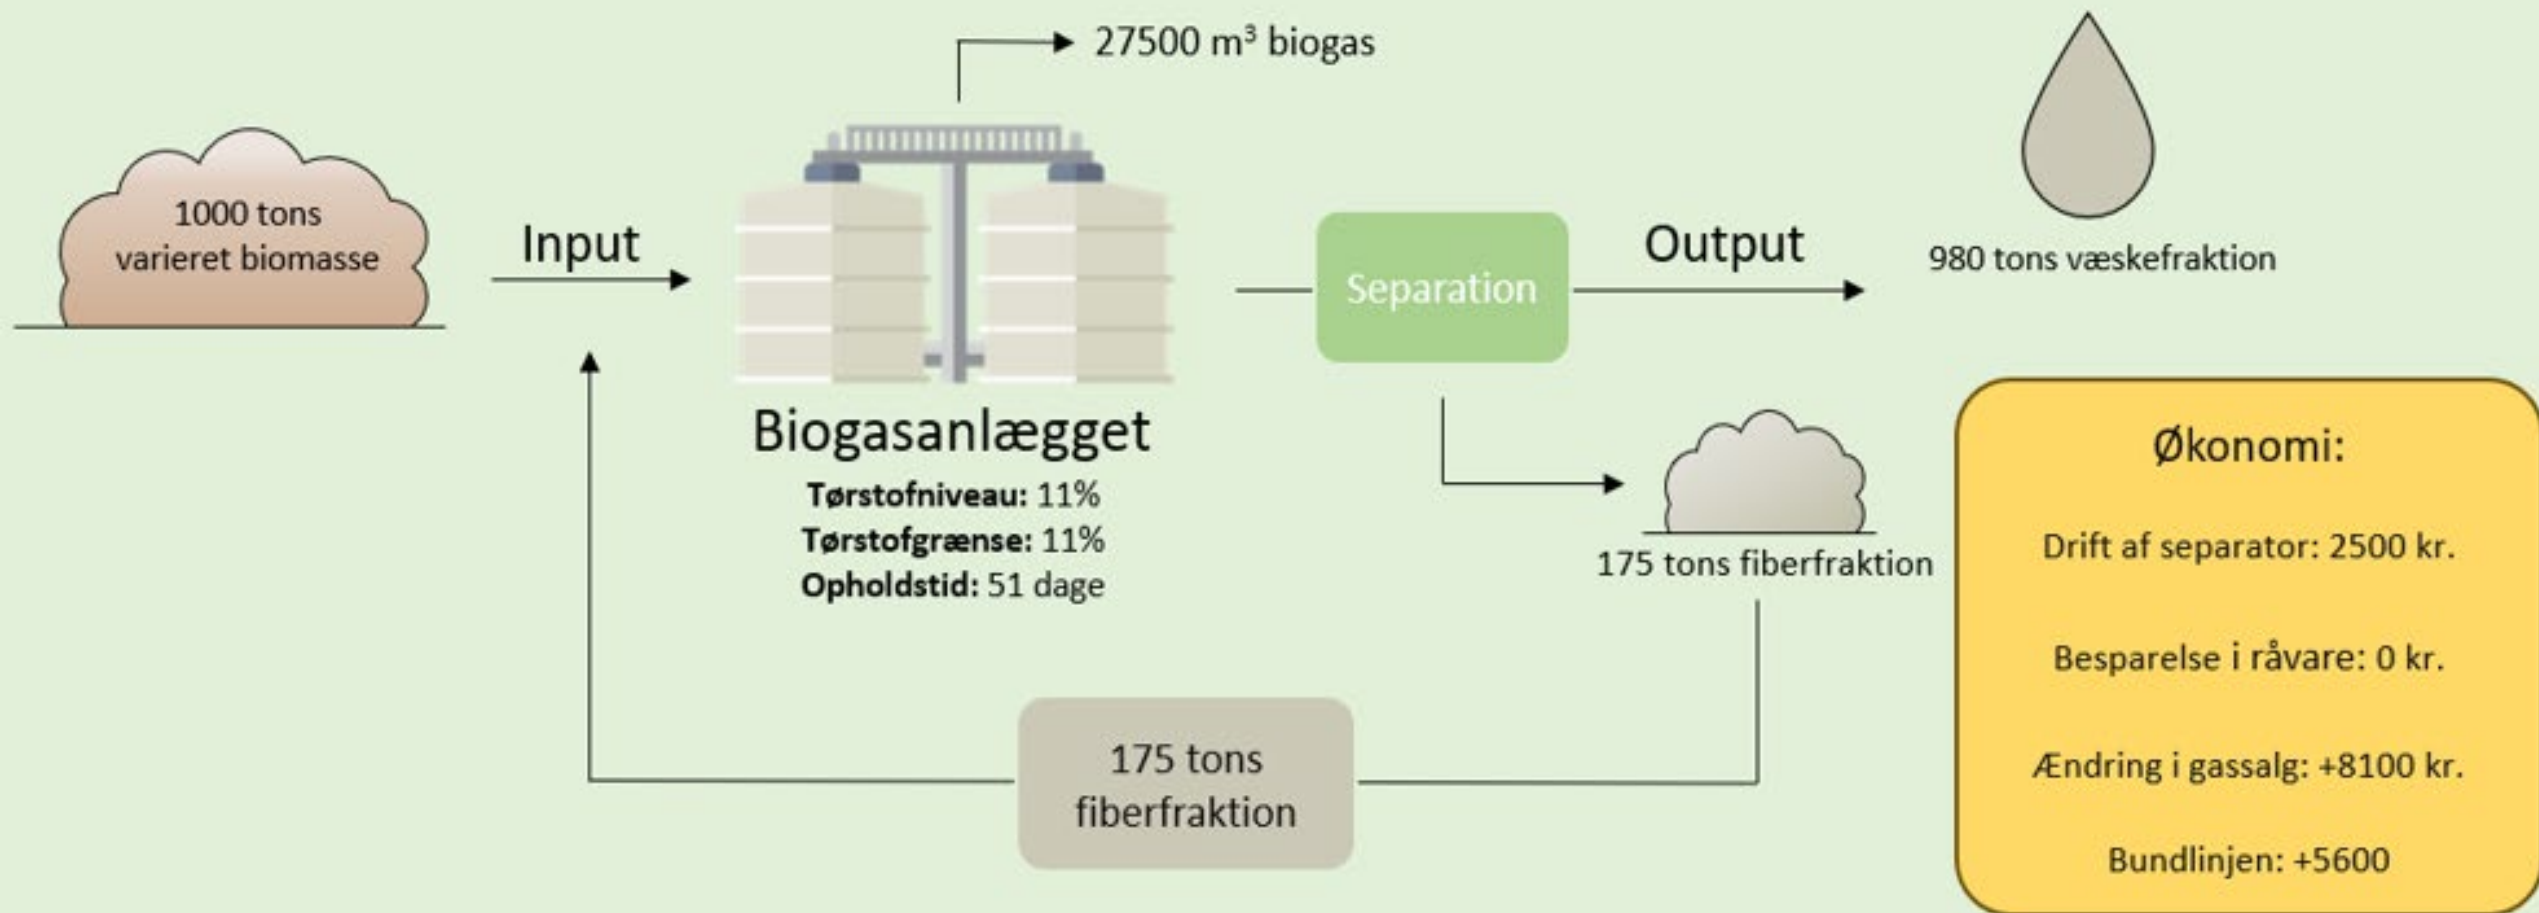 27500 m³ biogas
1000 tons
varieret biomasse
Input
Biogasanlægget
Tørstofniveau: 11%
Tørstofgrænse: 11%
Opholdstid: 51 dage
Separation
Output
980 tons væskefraktion
175 tons fiberfraktion
175 tons
fiberfraktion
Økonomi:
Drift af separator: 2500 kr.
Besparelse i råvare: 0 kr.
Ændring i gassalg: +8100 kr.
Bundlinjen: +5600